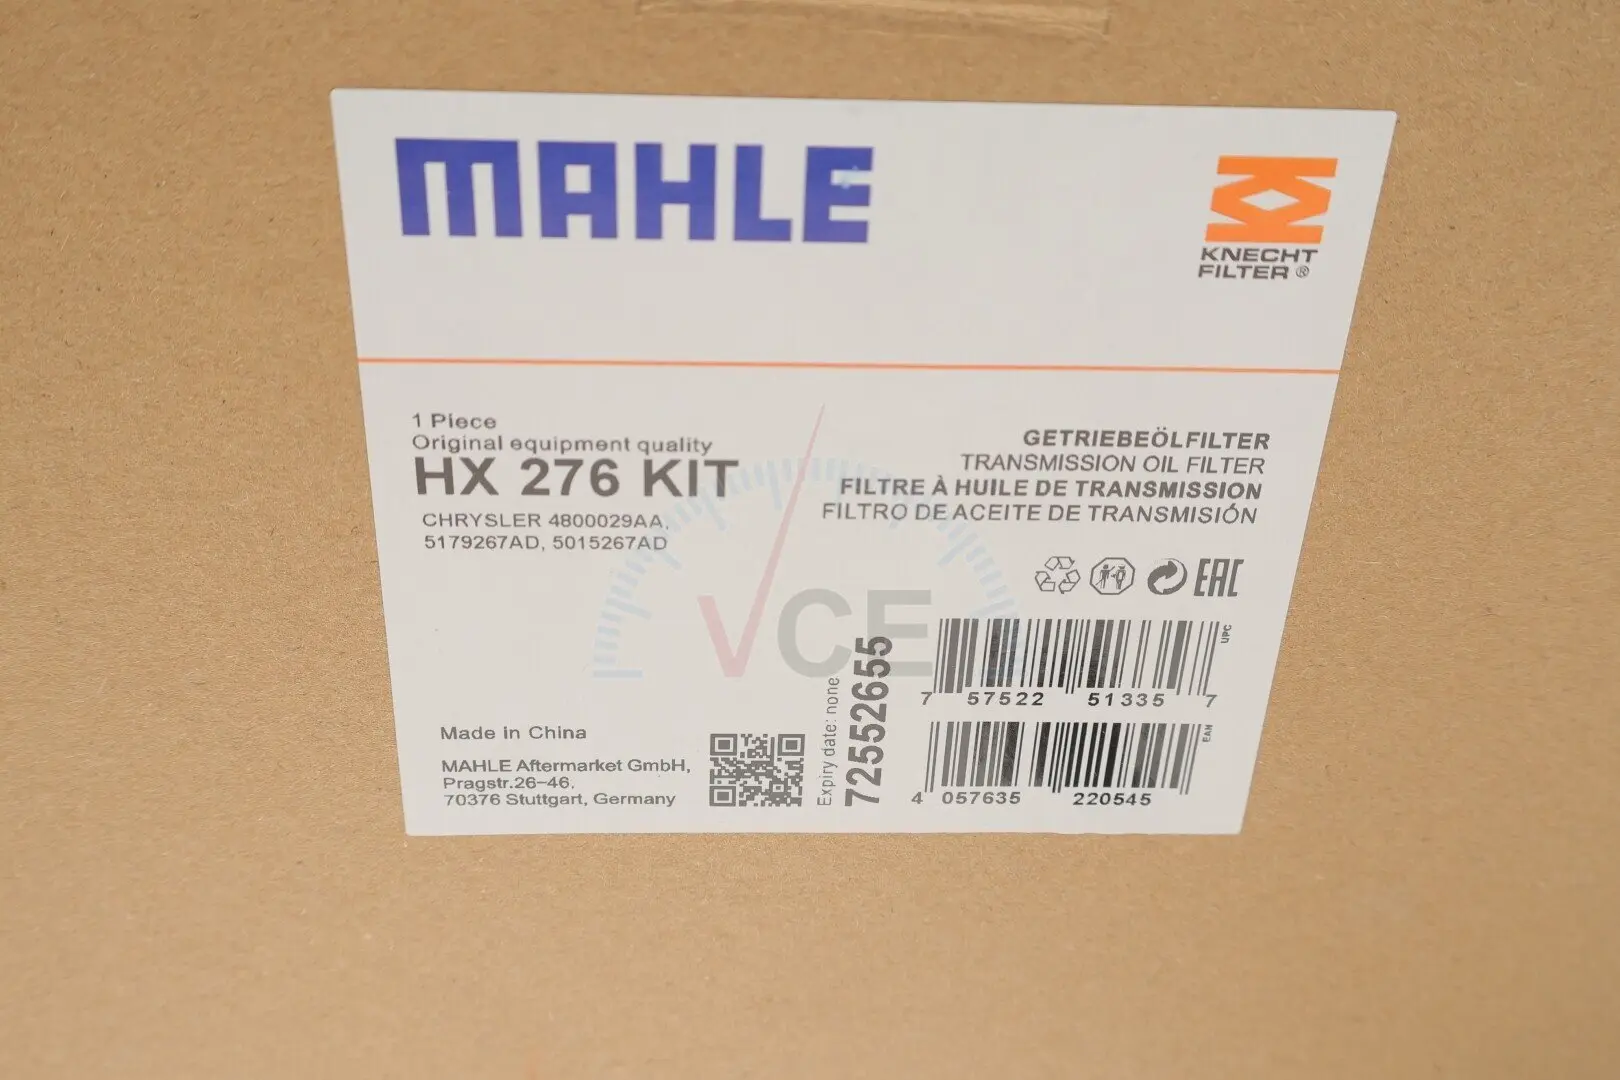 MAHLE
KNECHT
FILTER ®
1 Piece
Original equipment quality
HX 276 KIT
CHRYSLER 4800029AA,
5179267AD, 5015267AD
GETRIEBEÖLFILTER
TRANSMISSION OIL FILTER
FILTRE À HUILE DE TRANSMISSION
FILTRO DE ACEITE DE TRANSMISIÓN
EAC
VCE
UPC
7 57522 51335 7
Made in China
MAHLE Aftermarket GmbH,
Pragstr.26-46,
70376 Stuttgart, Germany
Expiry date: none
72552655
EAN
4 057635 220545